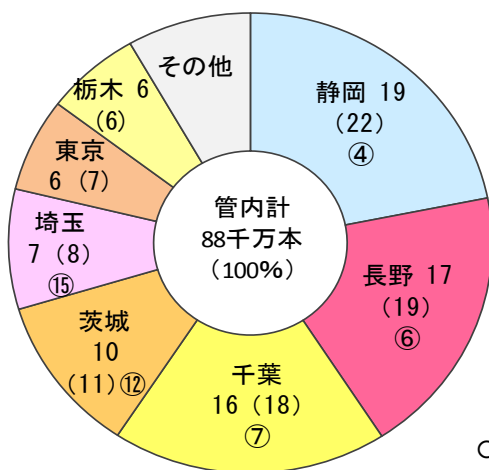 管内計
88千万本
(100%)
静岡 19
(22)
④
長野 17
(19)
⑥
千葉
16 (18)
⑦
茨城
10
(11)⑫
埼玉
7 (8)
⑮
東京
6 (7)
栃木 6
(6)
その他